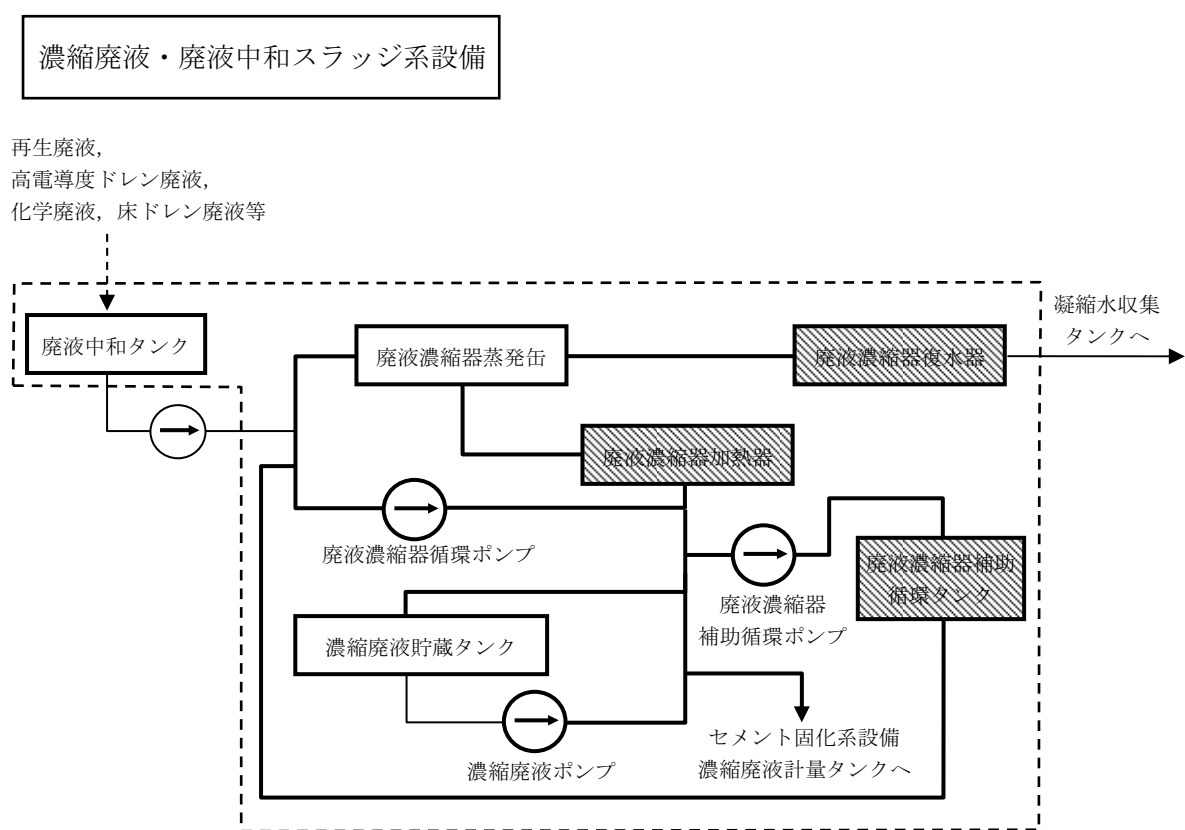 濃縮廃液・廃液中和スラッジ系設備
再生廃液，
高電導度ドレン廃液，
化学廃液，床ドレン廃液等
凝縮水収集
タンクへ
廃液中和タンク
廃液濃縮器蒸発缶
廃液濃縮器復水器
廃液濃縮器加熱器
廃液濃縮器循環ポンプ
廃液濃縮器補助
循環タンク
廃液濃縮器
補助循環ポンプ
濃縮廃液貯蔵タンク
濃縮廃液ポンプ
セメント固化系設備
濃縮廃液計量タンクへ